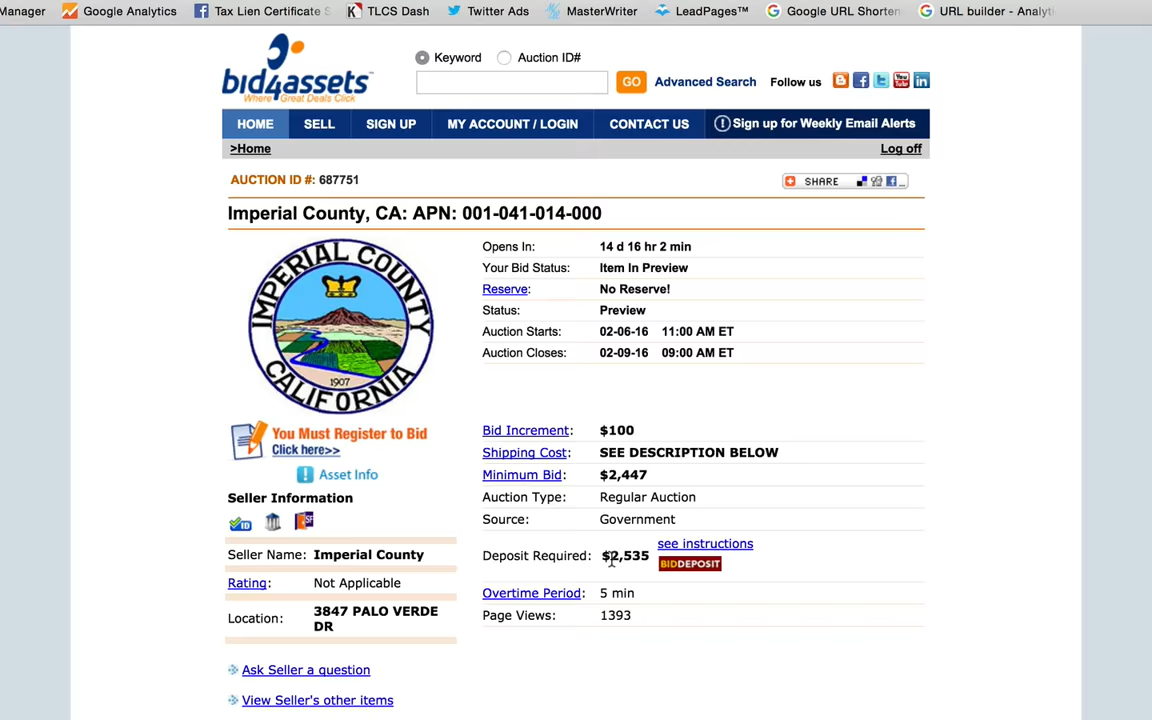 Manager Google Analytics Tax Lien Certificate S TLCS Dash Twitter Ads MasterWriter LeadPages™ Google URL Shorten URL builder - Analyti
bid4assets
Where Great Deals Click
Keyword Auction ID#
GO Advanced Search Follow us
HOME SELL SIGN UP MY ACCOUNT / LOGIN CONTACT US Sign up for Weekly Email Alerts
>Home Log off
AUCTION ID #: 687751 SHARE
Imperial County, CA: APN: 001-041-014-000
IMPERIAL COUNTY
CALIFORNIA
1907
Opens In: 14 d 16 hr 2 min
Your Bid Status: Item In Preview
Reserve: No Reserve!
Status: Preview
Auction Starts: 02-06-16 11:00 AM ET
Auction Closes: 02-09-16 09:00 AM ET
Bid Increment: $100
Shipping Cost: SEE DESCRIPTION BELOW
Minimum Bid: $2,447
Auction Type: Regular Auction
Source: Government
Deposit Required: $2,535 see instructions
BIDDEPOSIT
Overtime Period: 5 min
Page Views: 1393
You Must Register to Bid
Click here>>
Asset Info
Seller Information
ID
Seller Name: Imperial County
Rating: Not Applicable
Location: 3847 PALO VERDE
DR
Ask Seller a question
View Seller's other items